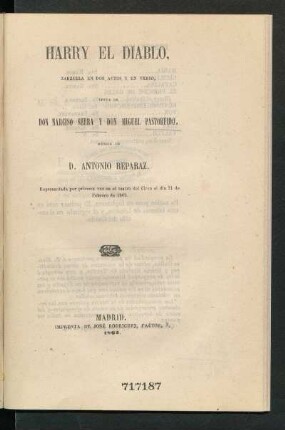 HARRY EL DIABLO,
ZARZUELA EN DOS ACTOS, Y EN VERSO,
LETRA DE
DON NARCISO SERRA Y DON MIGUEL PASTORFIDO,
MÚSICA DE
D. ANTONIO REPARAZ.
Representada por primera vez en el teatro del Circo el dia 21 de
Febrero de 1862.
MADRID.
IMPRENTA DE JOSÉ RODRIGUEZ, FACTOR, 9.
1862.
717187